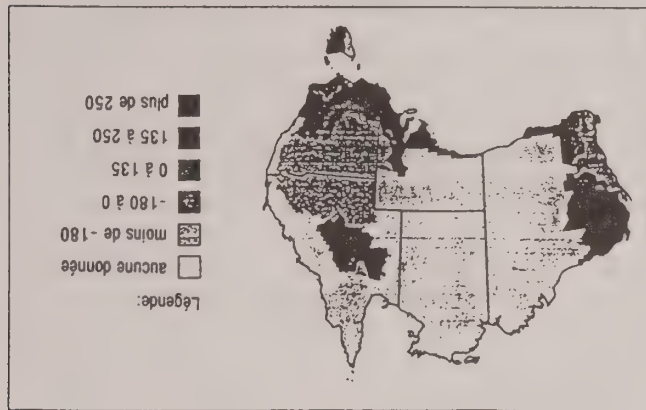 Légende:
aucune donnée
moins de -180
-180 à 0
0 à 135
135 à 250
plus de 250